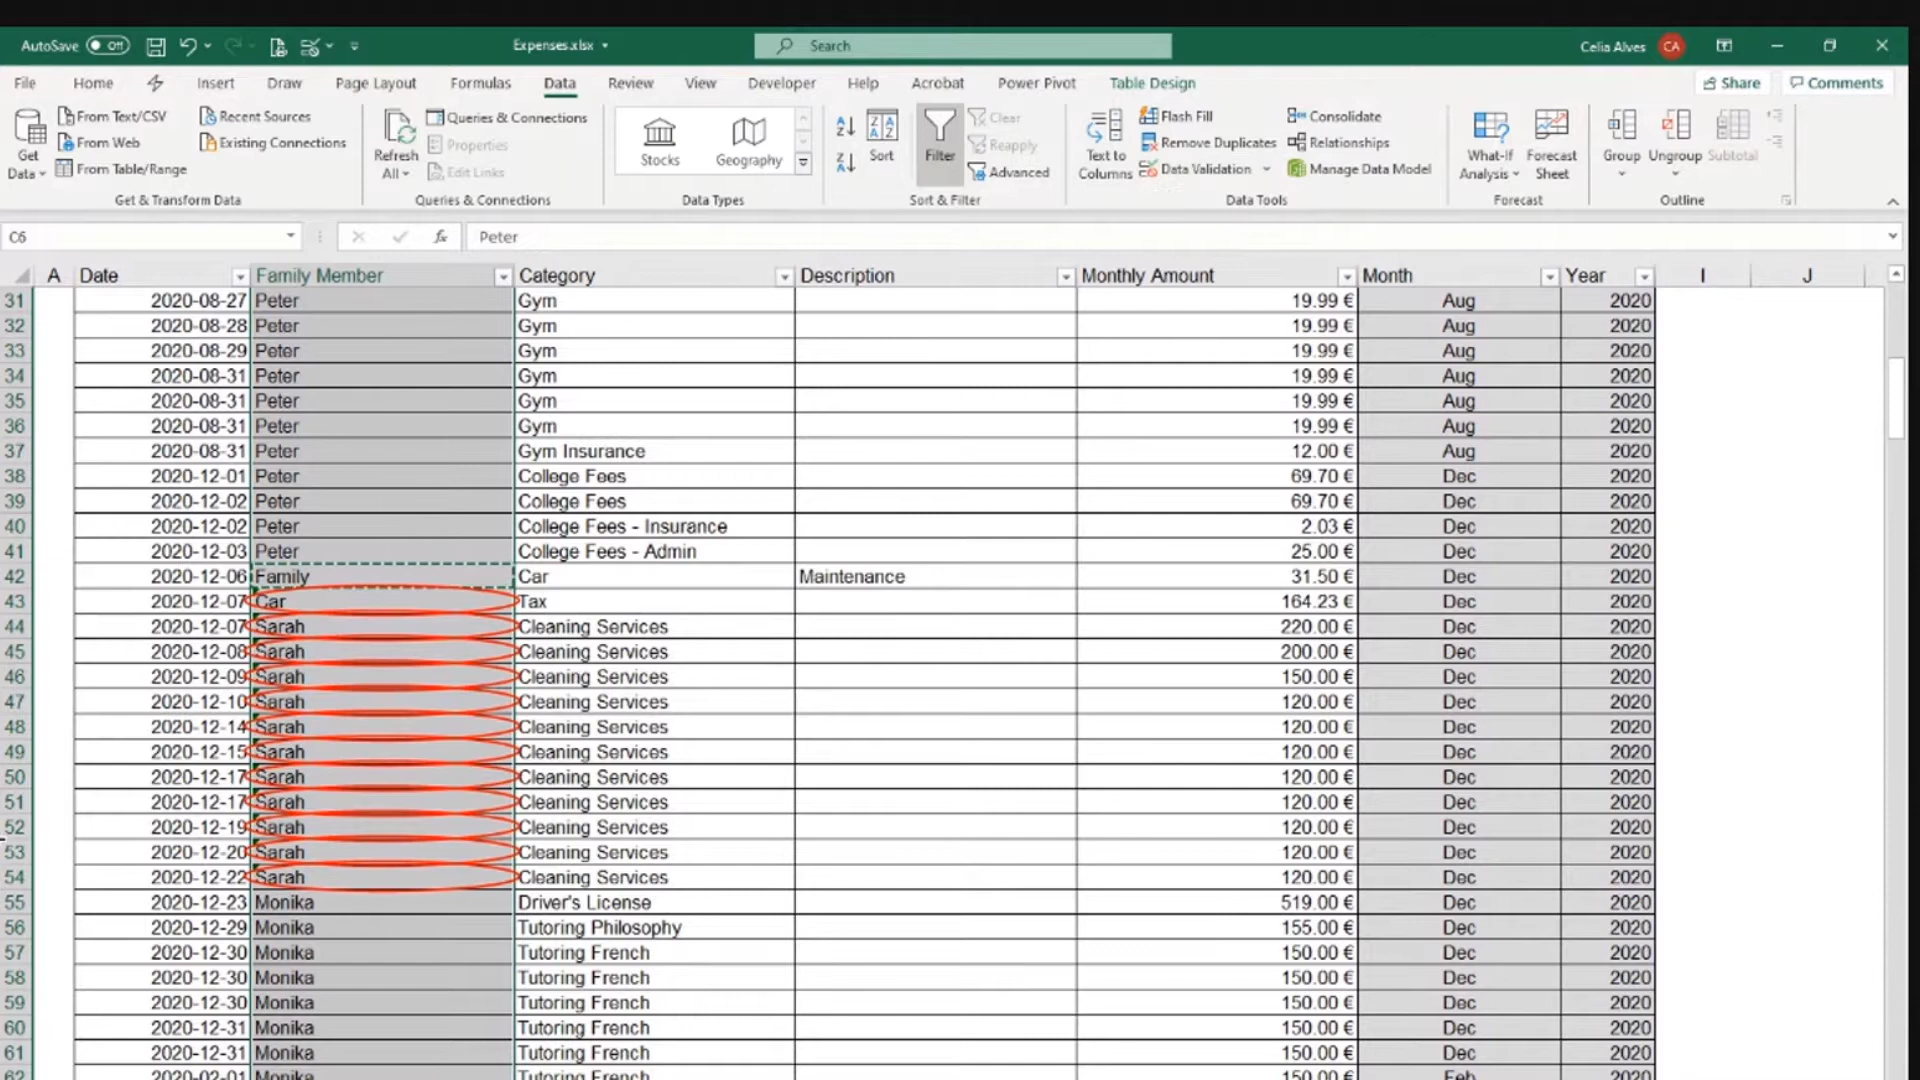 AutoSave Off Expenses.xlsx Search Celia Alves CA
File Home Insert Draw Page Layout Formulas Data Review View Developer Help Acrobat Power Pivot Table Design Share Comments
From Text/CSV Recent Sources Queries & Connections Clear Flash Fill Consolidate
From Web Existing Connections Properties Reapply Remove Duplicates Relationships
Get Data From Table/Range Refresh All Edit Links Stocks Geography Sort Filter Advanced Text to Columns Data Validation Manage Data Model What-If Analysis Forecast Sheet Group Ungroup Subtotal
Get & Transform Data Queries & Connections Data Types Sort & Filter Data Tools Forecast Outline
C6 fx Peter
A Date Family Member Category Description Monthly Amount Month Year I J
31 2020-08-27 Peter Gym 19.99 € Aug 2020
32 2020-08-28 Peter Gym 19.99 € Aug 2020
33 2020-08-29 Peter Gym 19.99 € Aug 2020
34 2020-08-31 Peter Gym 19.99 € Aug 2020
35 2020-08-31 Peter Gym 19.99 € Aug 2020
36 2020-08-31 Peter Gym 19.99 € Aug 2020
37 2020-08-31 Peter Gym Insurance 12.00 € Aug 2020
38 2020-12-01 Peter College Fees 69.70 € Dec 2020
39 2020-12-02 Peter College Fees 69.70 € Dec 2020
40 2020-12-02 Peter College Fees - Insurance 2.03 € Dec 2020
41 2020-12-03 Peter College Fees - Admin 25.00 € Dec 2020
42 2020-12-06 Family Car Maintenance 31.50 € Dec 2020
43 2020-12-07 Car Tax 164.23 € Dec 2020
44 2020-12-07 Sarah Cleaning Services 220.00 € Dec 2020
45 2020-12-08 Sarah Cleaning Services 200.00 € Dec 2020
46 2020-12-09 Sarah Cleaning Services 150.00 € Dec 2020
47 2020-12-10 Sarah Cleaning Services 120.00 € Dec 2020
48 2020-12-14 Sarah Cleaning Services 120.00 € Dec 2020
49 2020-12-15 Sarah Cleaning Services 120.00 € Dec 2020
50 2020-12-17 Sarah Cleaning Services 120.00 € Dec 2020
51 2020-12-17 Sarah Cleaning Services 120.00 € Dec 2020
52 2020-12-19 Sarah Cleaning Services 120.00 € Dec 2020
53 2020-12-20 Sarah Cleaning Services 120.00 € Dec 2020
54 2020-12-22 Sarah Cleaning Services 120.00 € Dec 2020
55 2020-12-23 Monika Driver's License 519.00 € Dec 2020
56 2020-12-29 Monika Tutoring Philosophy 155.00 € Dec 2020
57 2020-12-30 Monika Tutoring French 150.00 € Dec 2020
58 2020-12-30 Monika Tutoring French 150.00 € Dec 2020
59 2020-12-30 Monika Tutoring French 150.00 € Dec 2020
60 2020-12-31 Monika Tutoring French 150.00 € Dec 2020
61 2020-12-31 Monika Tutoring French 150.00 € Dec 2020
62 2020-02-01 Monika Tutoring French 150.00 € Feb 2020